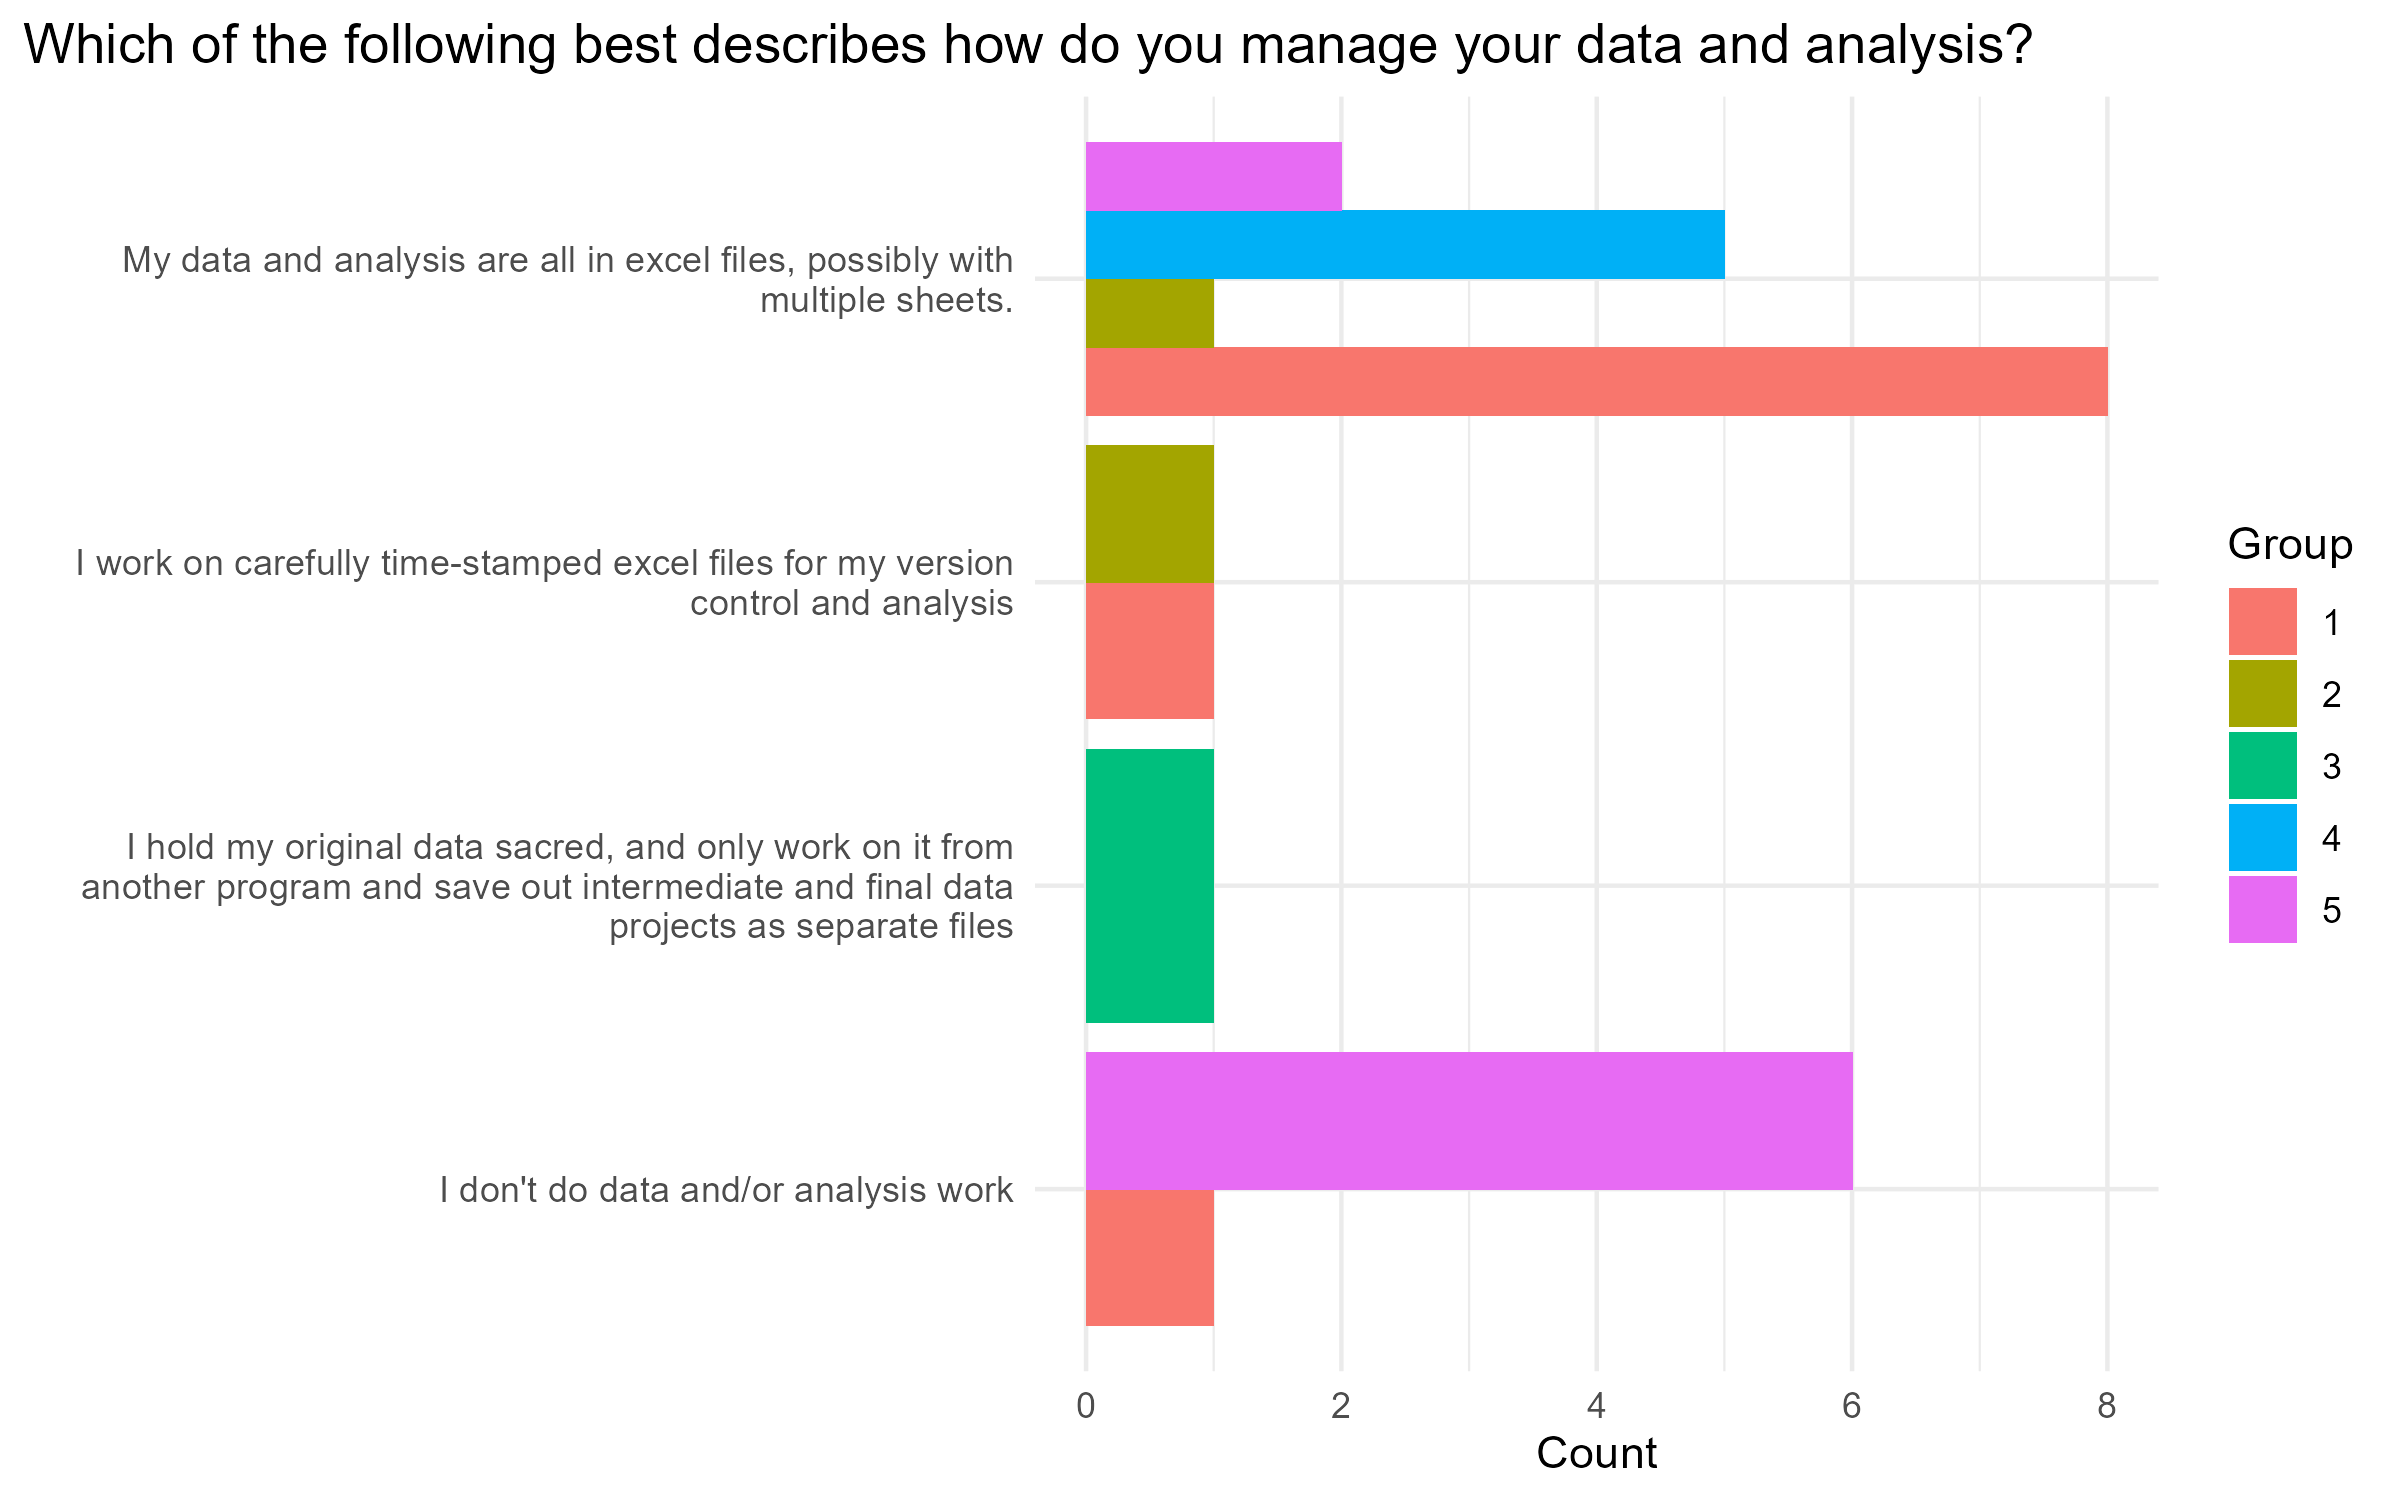 Which of the following best describes how do you manage your data and analysis?
My data and analysis are all in excel files, possibly with
multiple sheets.
I work on carefully time-stamped excel files for my version
control and analysis
I hold my original data sacred, and only work on it from
another program and save out intermediate and final data
projects as separate files
I don't do data and/or analysis work
0 2 4 6 8
Count
Group
1
2
3
4
5